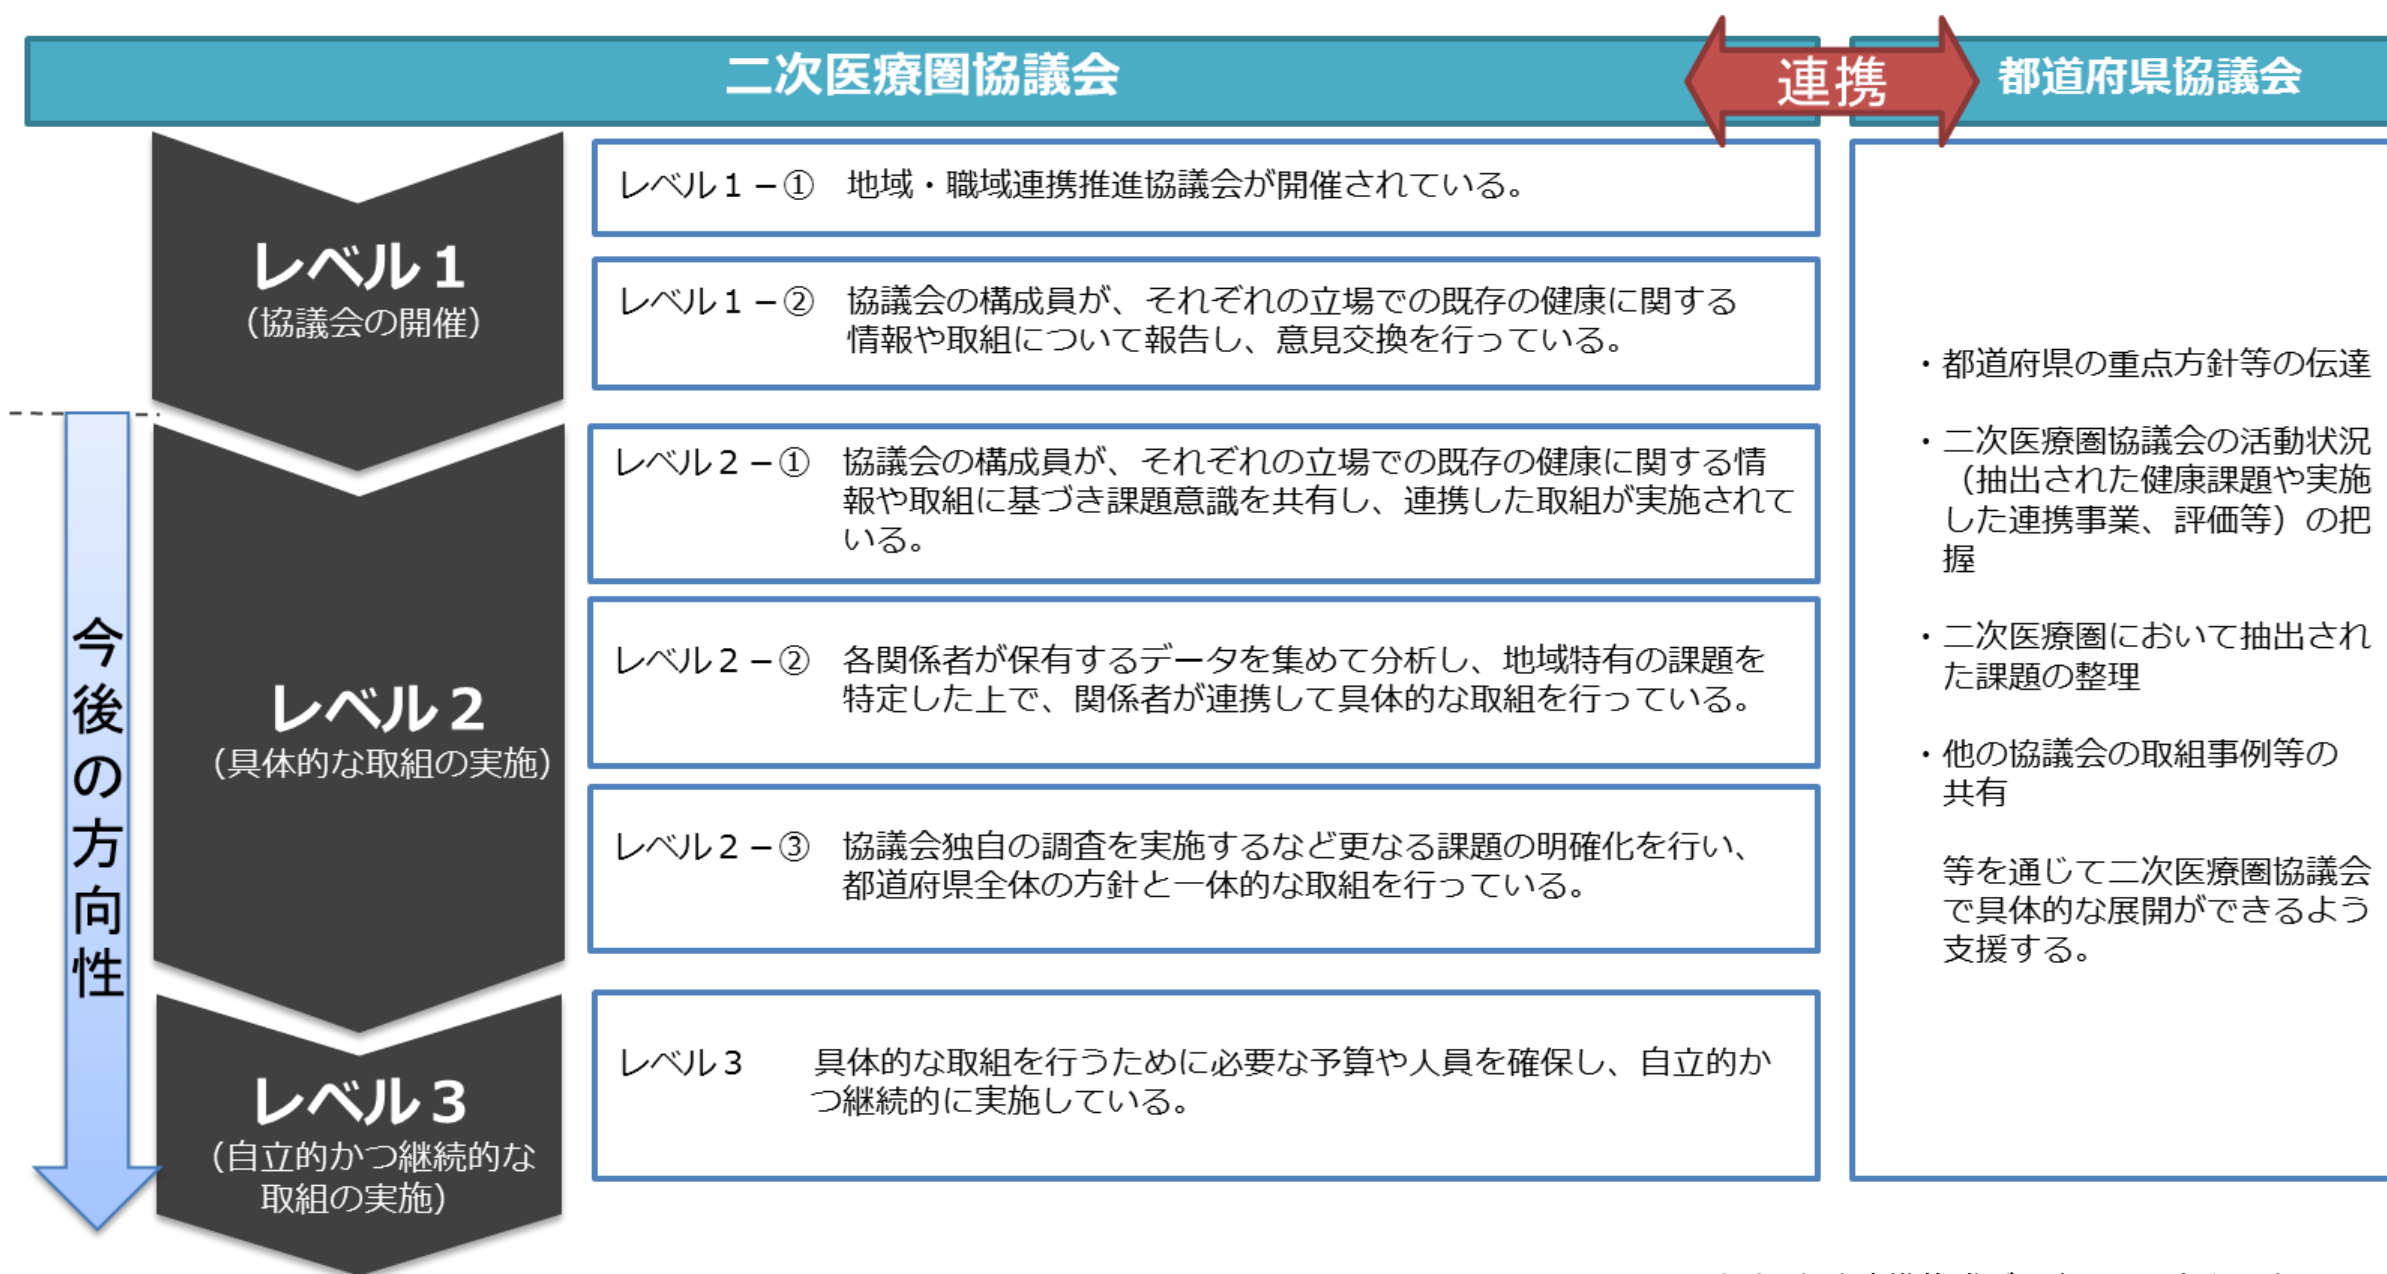 二次医療圏協議会
連携
都道府県協議会
レベル1
（協議会の開催）
レベル1－① 地域・職域連携推進協議会が開催されている。
レベル1－② 協議会の構成員が、それぞれの立場での既存の健康に関する
情報や取組について報告し、意見交換を行っている。
今後の方向性
レベル2
（具体的な取組の実施）
レベル2－① 協議会の構成員が、それぞれの立場での既存の健康に関する情
報や取組に基づき課題意識を共有し、連携した取組が実施されて
いる。
レベル2－② 各関係者が保有するデータを集めて分析し、地域特有の課題を
特定した上で、関係者が連携して具体的な取組を行っている。
レベル2－③ 協議会独自の調査を実施するなど更なる課題の明確化を行い、
都道府県全体の方針と一体的な取組を行っている。
レベル3
（自立的かつ継続的な
取組の実施）
レベル3 具体的な取組を行うために必要な予算や人員を確保し、自立的か
つ継続的に実施している。
・都道府県の重点方針等の伝達
・二次医療圏協議会の活動状況
（抽出された健康課題や実施
した連携事業、評価等）の把
握
・二次医療圏において抽出され
た課題の整理
・他の協議会の取組事例等の
共有
等を通じて二次医療圏協議会
で具体的な展開ができるよう
支援する。